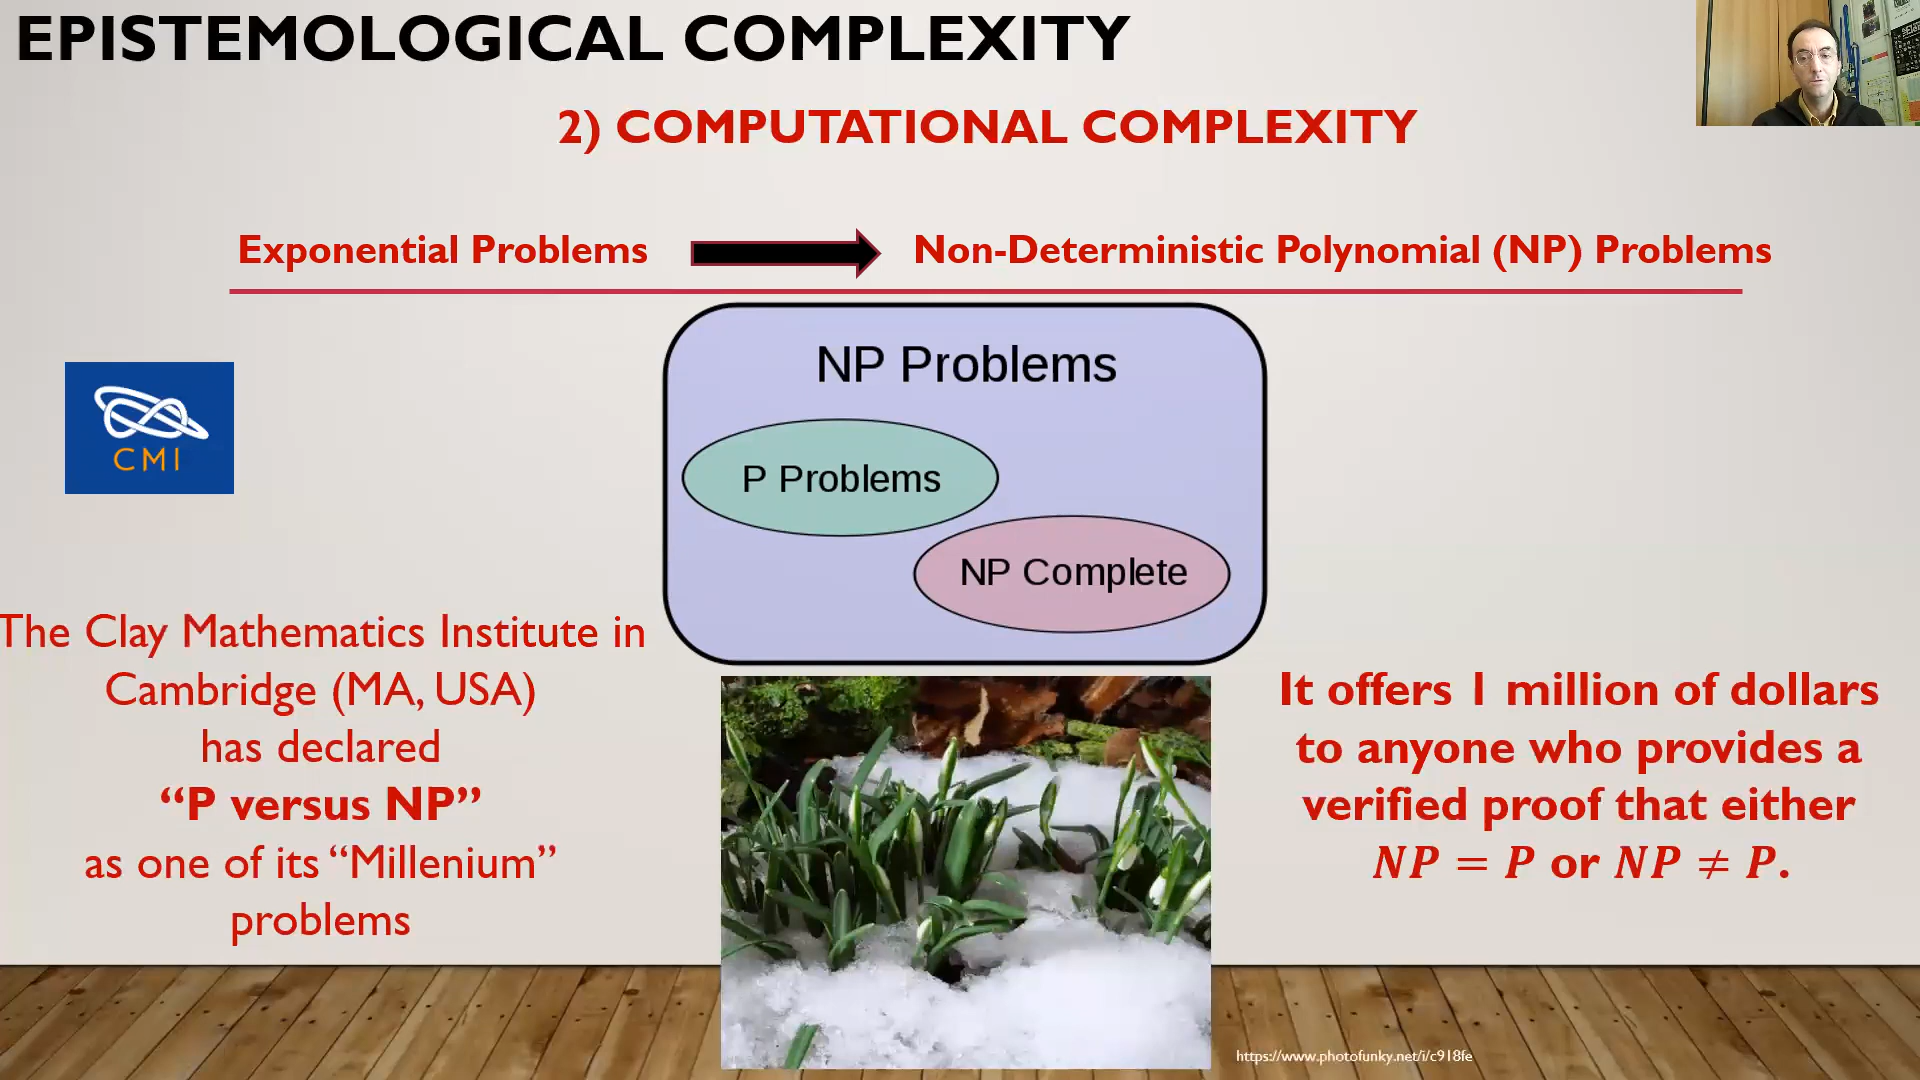 EPISTEMOLOGICAL COMPLEXITY
2) COMPUTATIONAL COMPLEXITY
Exponential Problems
Non-Deterministic Polynomial (NP) Problems
NP Problems
P Problems
NP Complete
CMI
The Clay Mathematics Institute in
Cambridge (MA, USA)
has declared
“P versus NP”
as one of its “Millenium”
problems
It offers 1 million of dollars
to anyone who provides a
verified proof that either
NP = P or NP ≠ P.
https://www.photofunky.net/i/c918fe